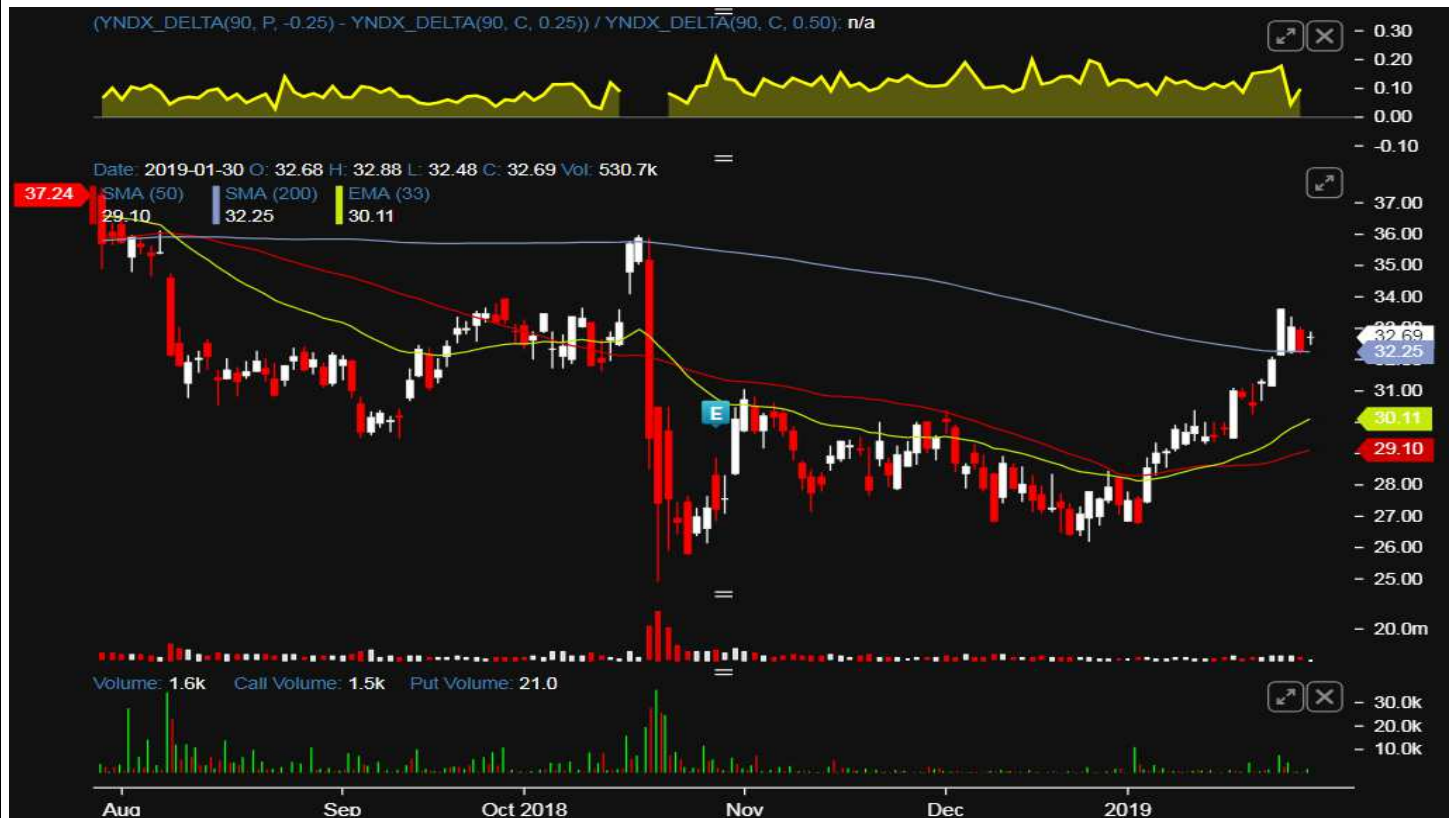 (YNDX_DELTA(90, P, -0.25) - YNDX_DELTA(90, C, 0.25)) / YNDX_DELTA(90, C, 0.50): n/a
0.30
0.20
0.10
0.00
-0.10
Date: 2019-01-30 O: 32.68 H: 32.88 L: 32.48 C: 32.69 Vol: 530.7k
37.24
SMA (50) SMA (200) EMA (33)
29.10 32.25 30.11
37.00
36.00
35.00
34.00
32.69
32.25
31.00
30.11
29.10
28.00
27.00
26.00
25.00
E
20.0m
Volume: 1.6k Call Volume: 1.5k Put Volume: 21.0
30.0k
20.0k
10.0k
Aug Sep Oct 2018 Nov Dec 2019